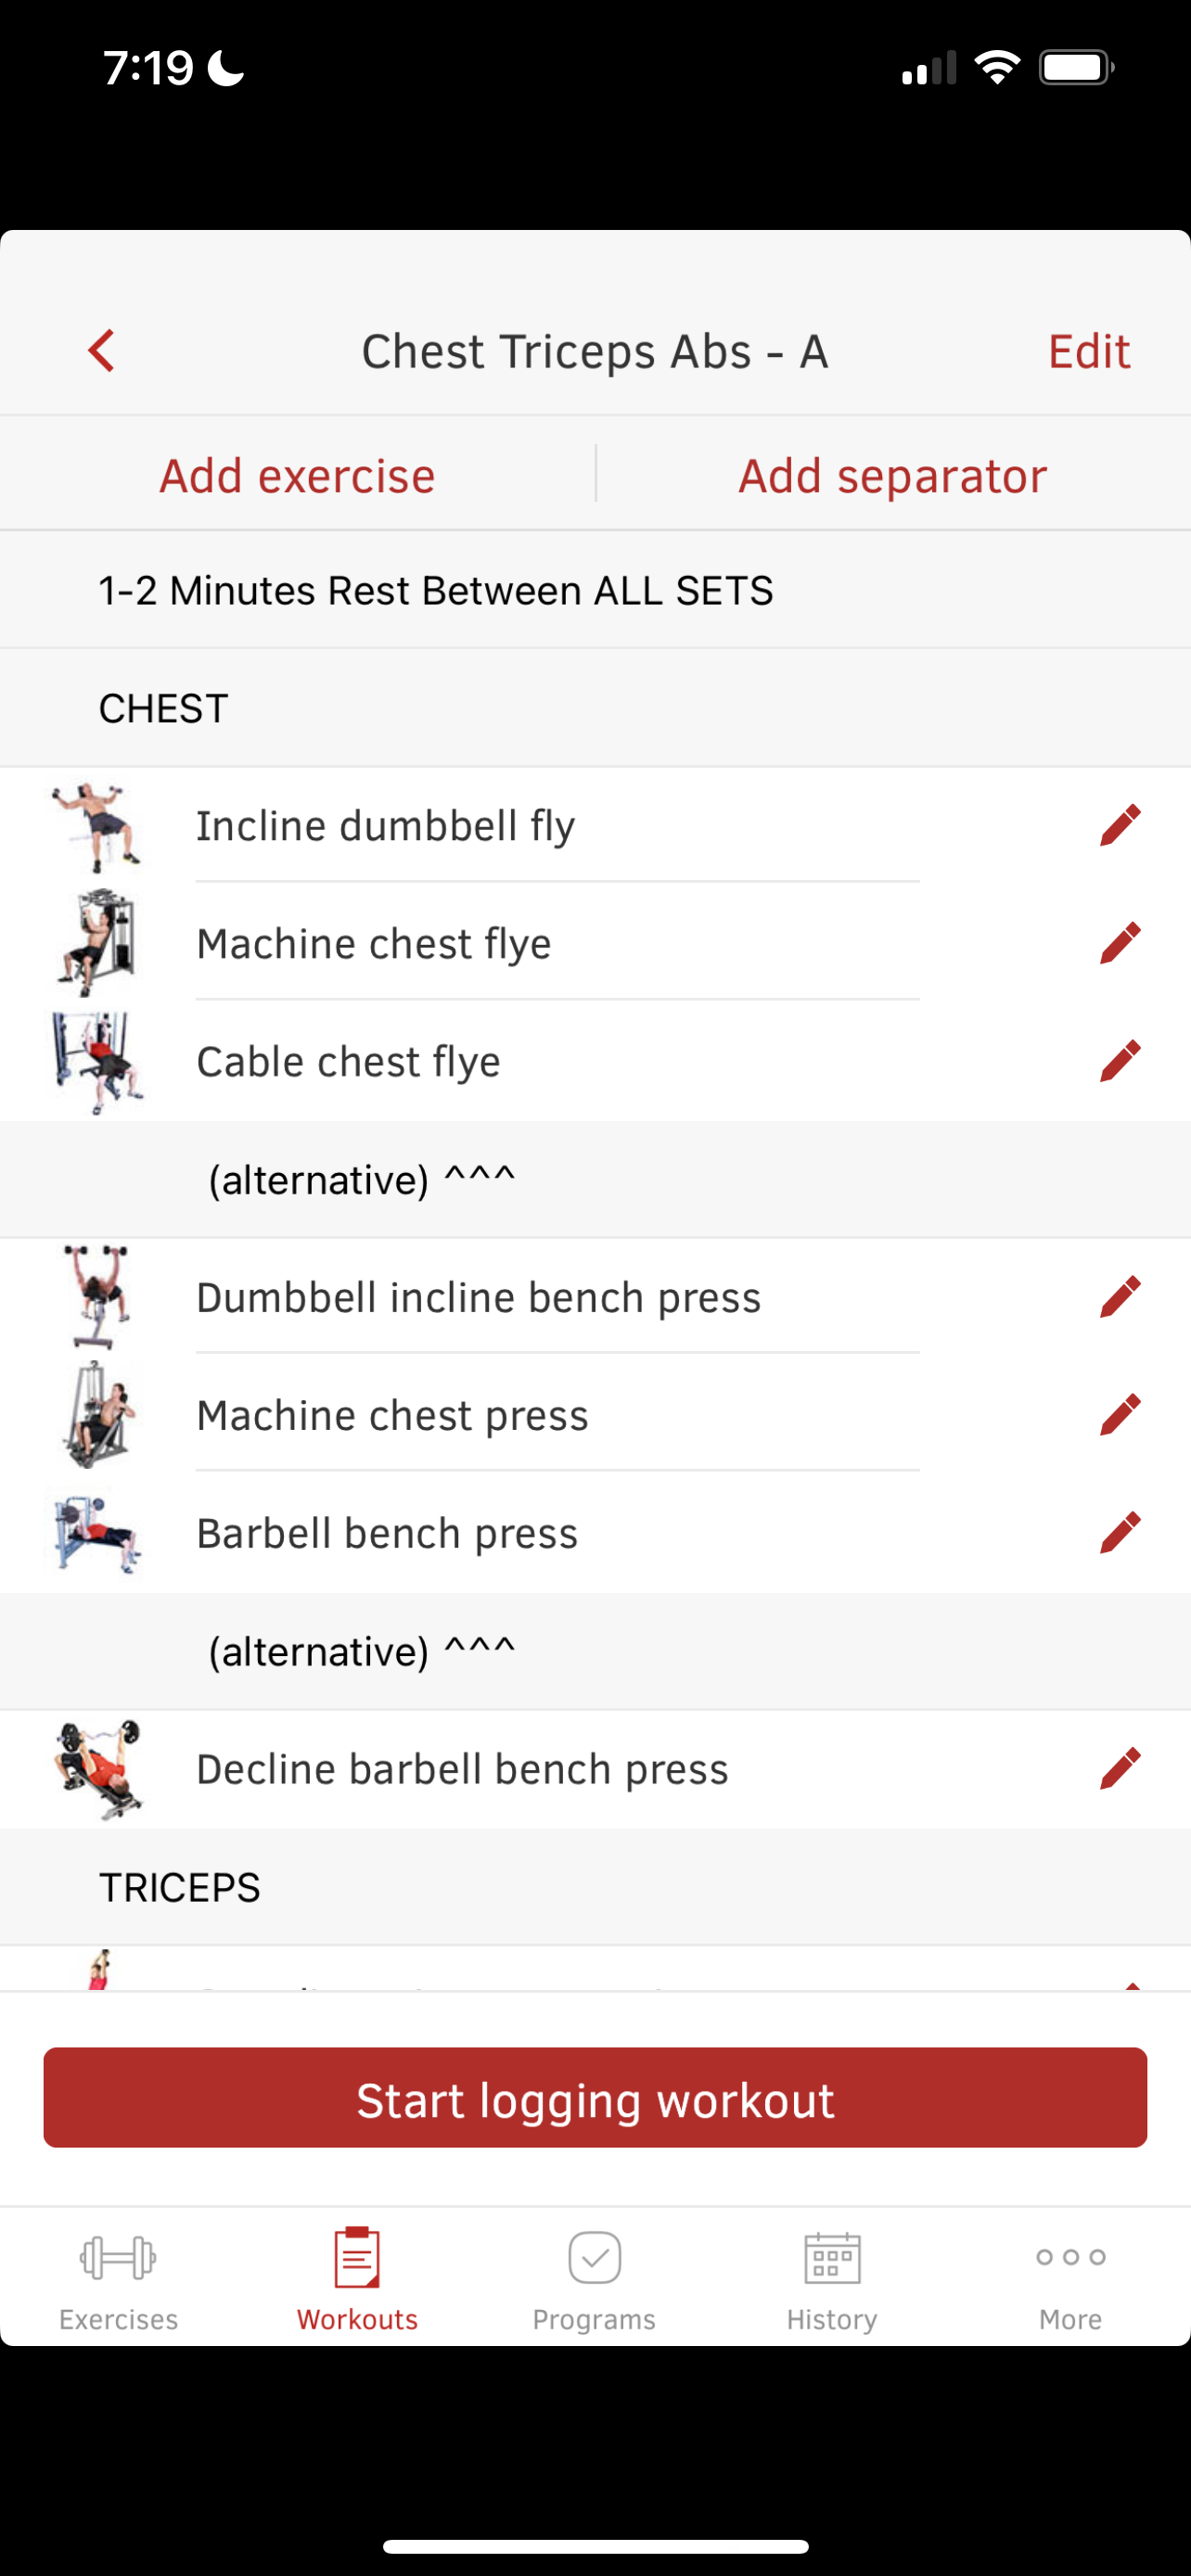 7:19
Chest Triceps Abs - A
Edit
Add exercise
Add separator
1-2 Minutes Rest Between ALL SETS
CHEST
Incline dumbbell fly
Machine chest flye
Cable chest flye
(alternative) ^^^
Dumbbell incline bench press
Machine chest press
Barbell bench press
(alternative) ^^^
Decline barbell bench press
TRICEPS
Start logging workout
Exercises
Workouts
Programs
History
More